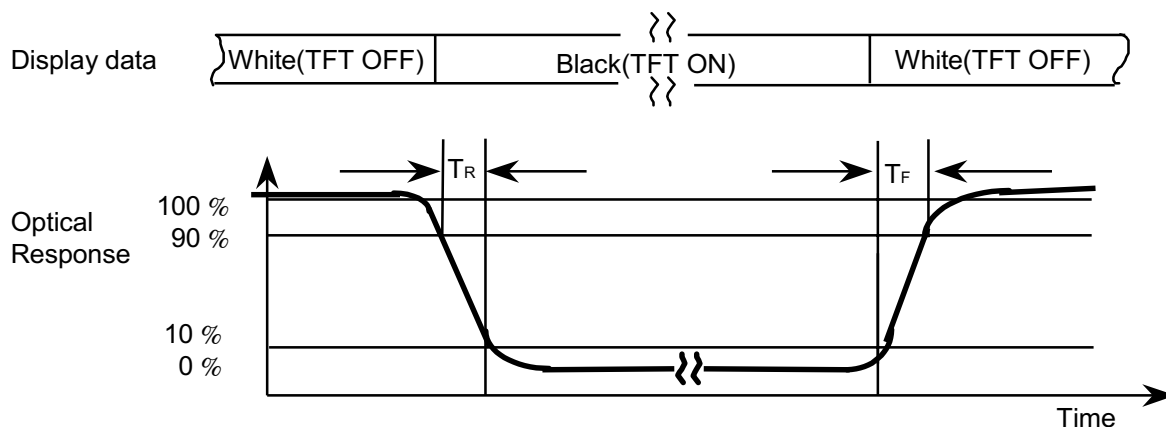 Display data
White(TFT OFF)
Black(TFT ON)
White(TFT OFF)
TR
TF
Optical
Response
100 %
90 %
10 %
0 %
Time